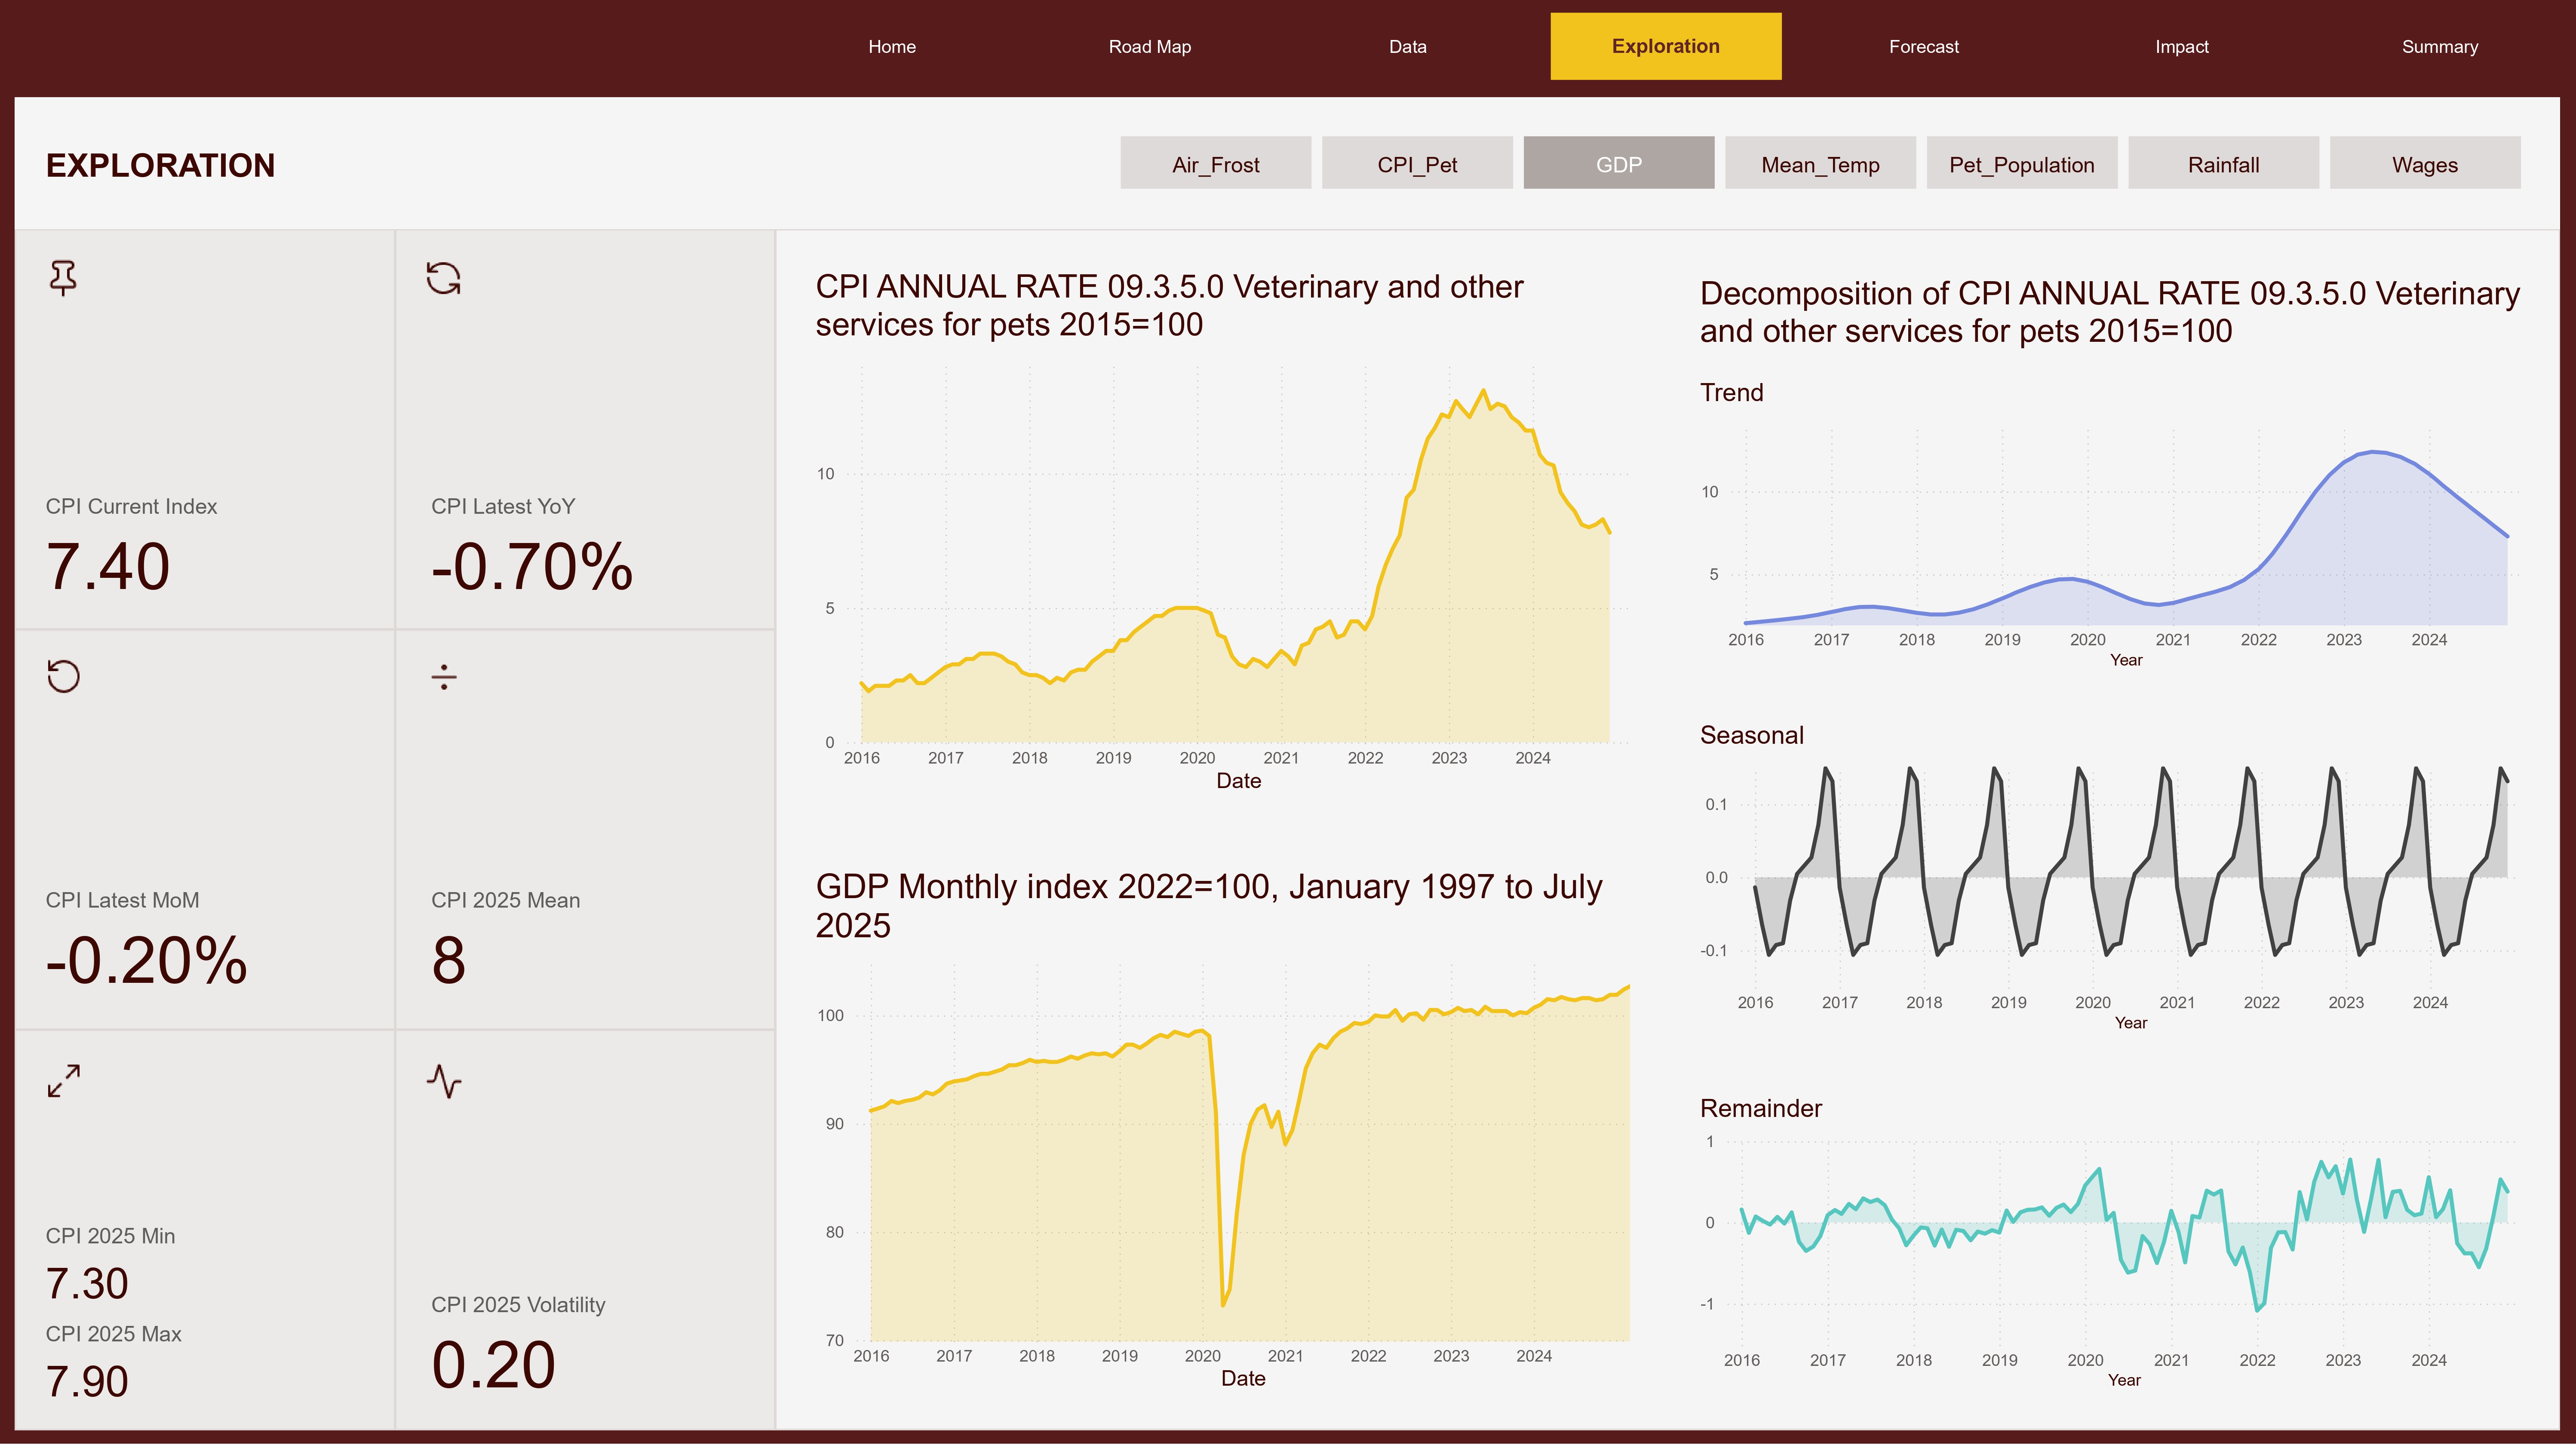 Home
Road Map
Data
Exploration
Forecast
Impact
Summary
EXPLORATION
Air_Frost
CPI_Pet
GDP
Mean_Temp
Pet_Population
Rainfall
Wages
CPI Current Index
7.40
CPI Latest YoY
-0.70%
CPI Latest MoM
-0.20%
CPI 2025 Mean
8
CPI 2025 Min
7.30
CPI 2025 Max
7.90
CPI 2025 Volatility
0.20
CPI ANNUAL RATE 09.3.5.0 Veterinary and other
services for pets 2015=100
10
5
0
2016 2017 2018 2019 2020 2021 2022 2023 2024
Date
GDP Monthly index 2022=100, January 1997 to July
2025
100
90
80
70
2016 2017 2018 2019 2020 2021 2022 2023 2024
Date
Decomposition of CPI ANNUAL RATE 09.3.5.0 Veterinary
and other services for pets 2015=100
Trend
10
5
2016 2017 2018 2019 2020 2021 2022 2023 2024
Year
Seasonal
0.1
0.0
-0.1
2016 2017 2018 2019 2020 2021 2022 2023 2024
Year
Remainder
1
0
-1
2016 2017 2018 2019 2020 2021 2022 2023 2024
Year